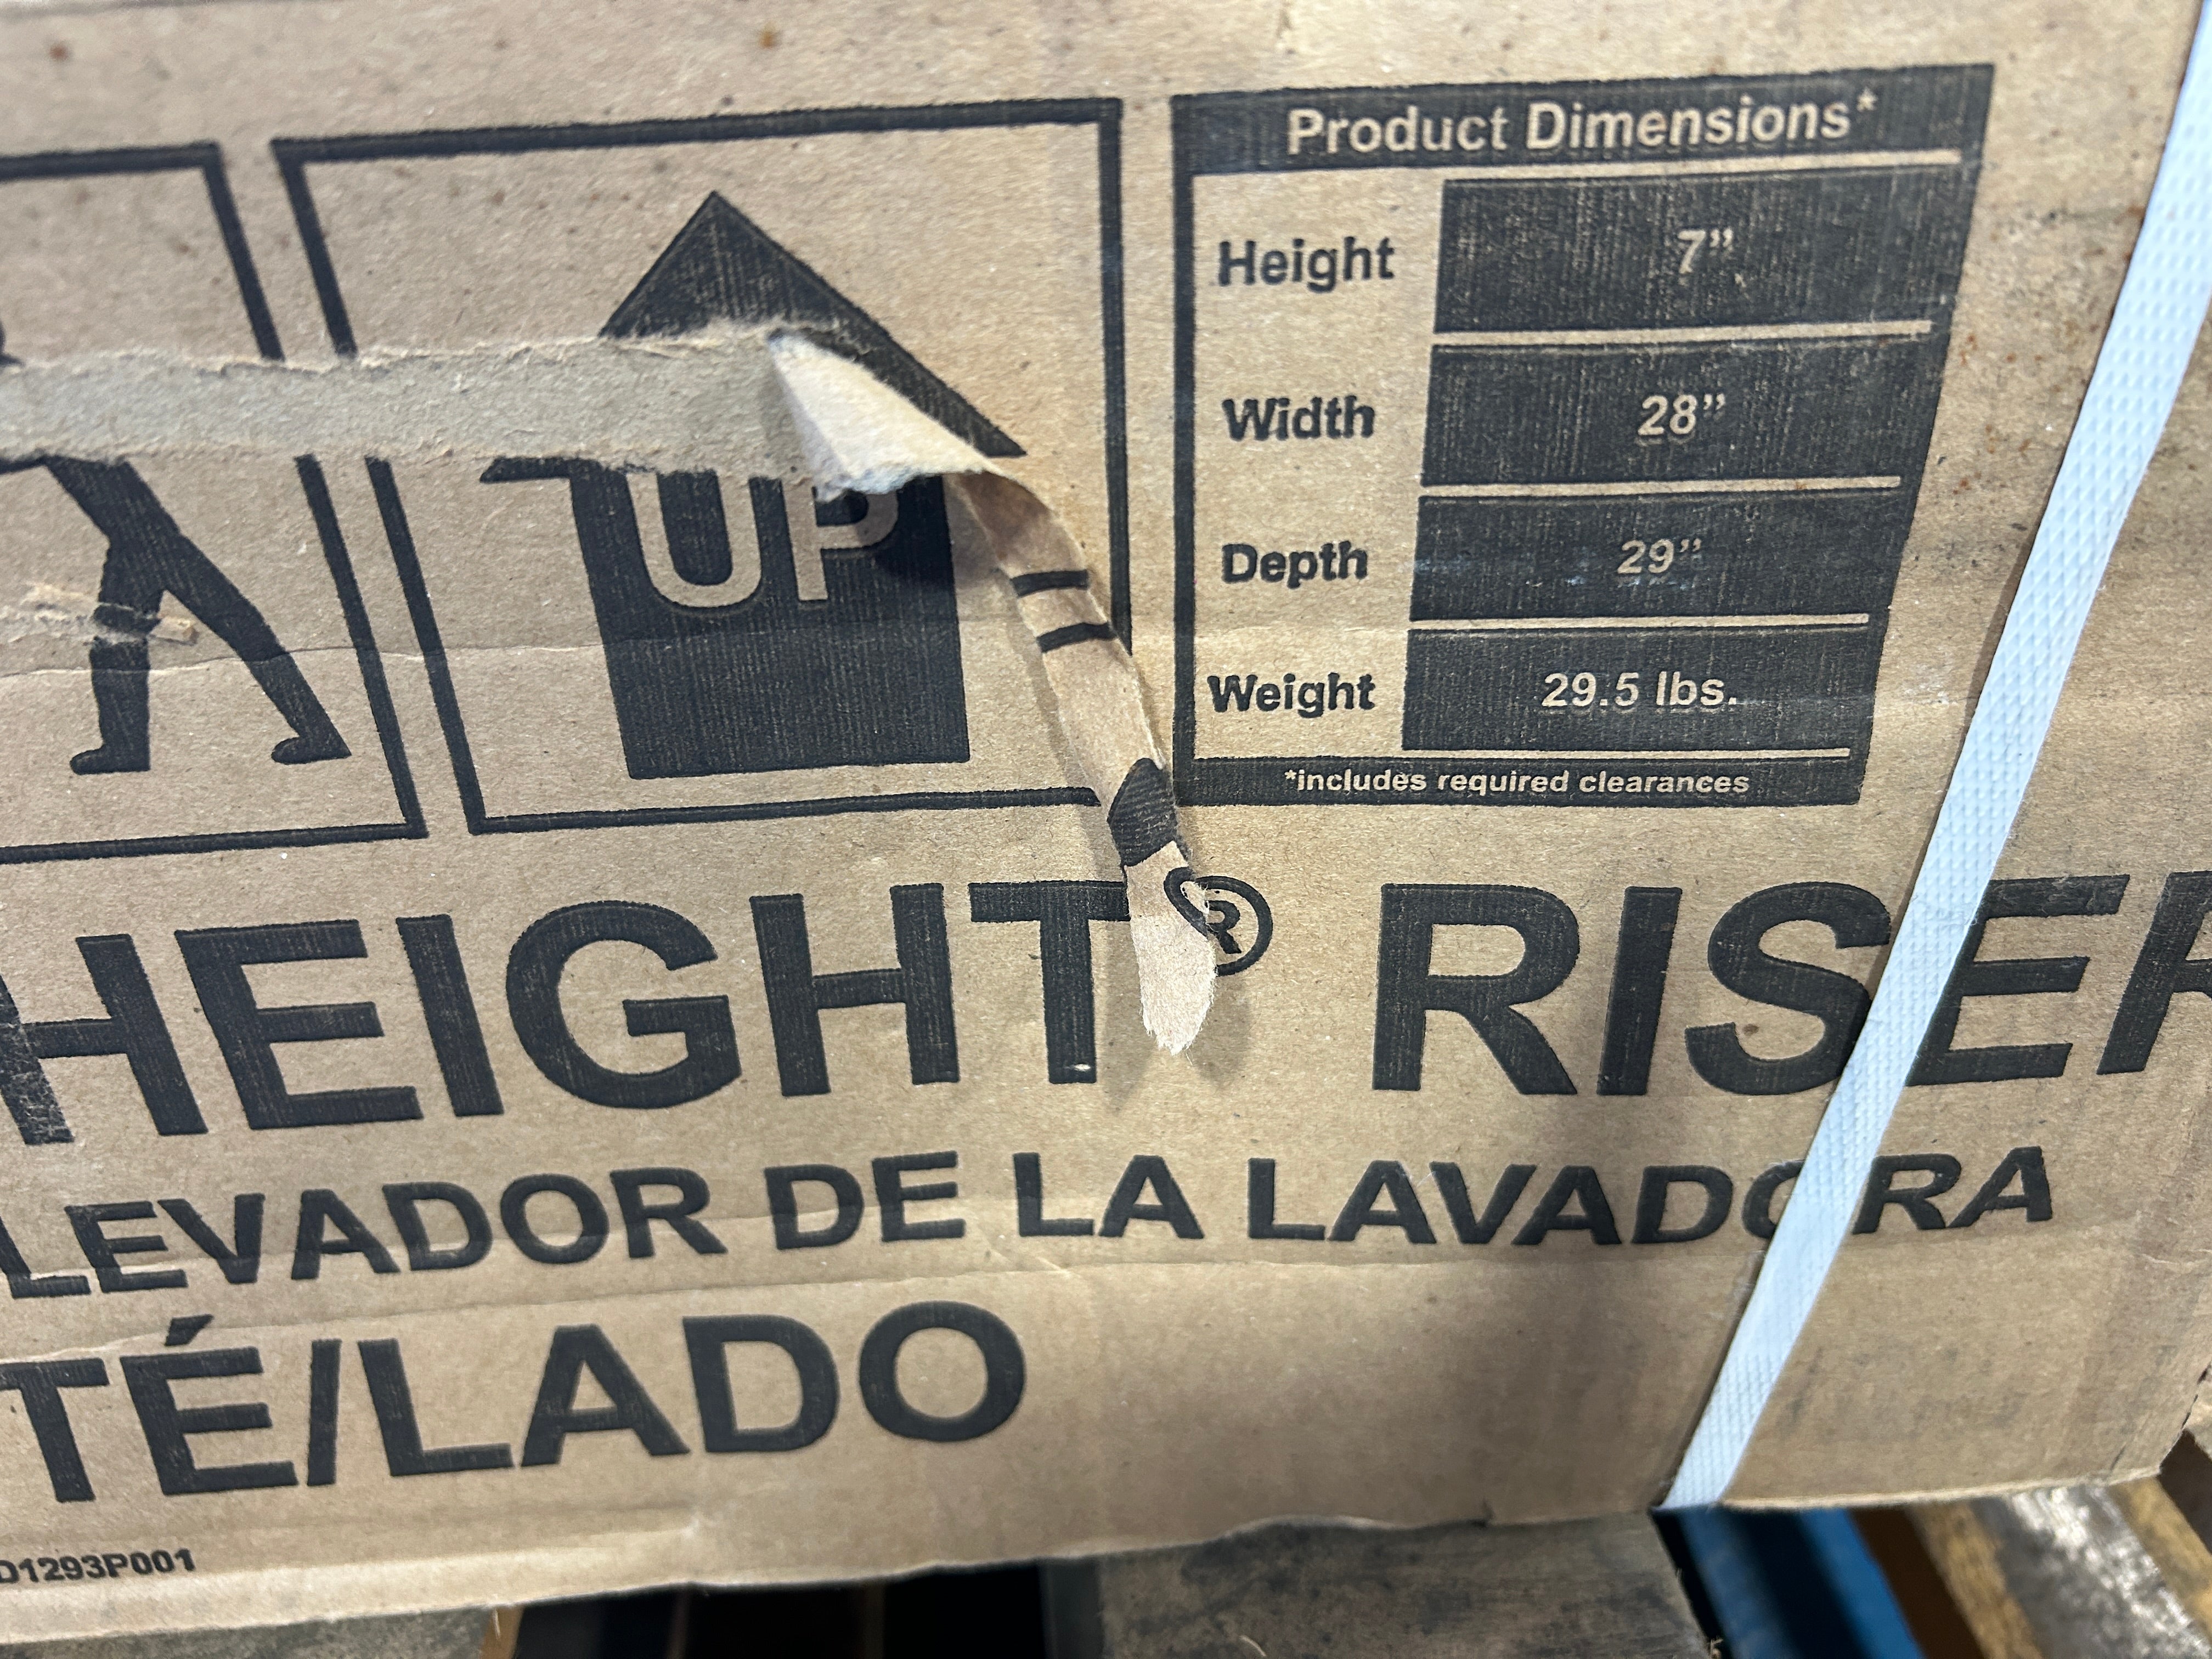 Product Dimensions*
Height 7”
Width 28”
Depth 29”
Weight 29.5 lbs.
*includes required clearances
UP
HEIGHT® RISER
LEVADOR DE LA LAVADORA
TÉ/LADO
D1293P001